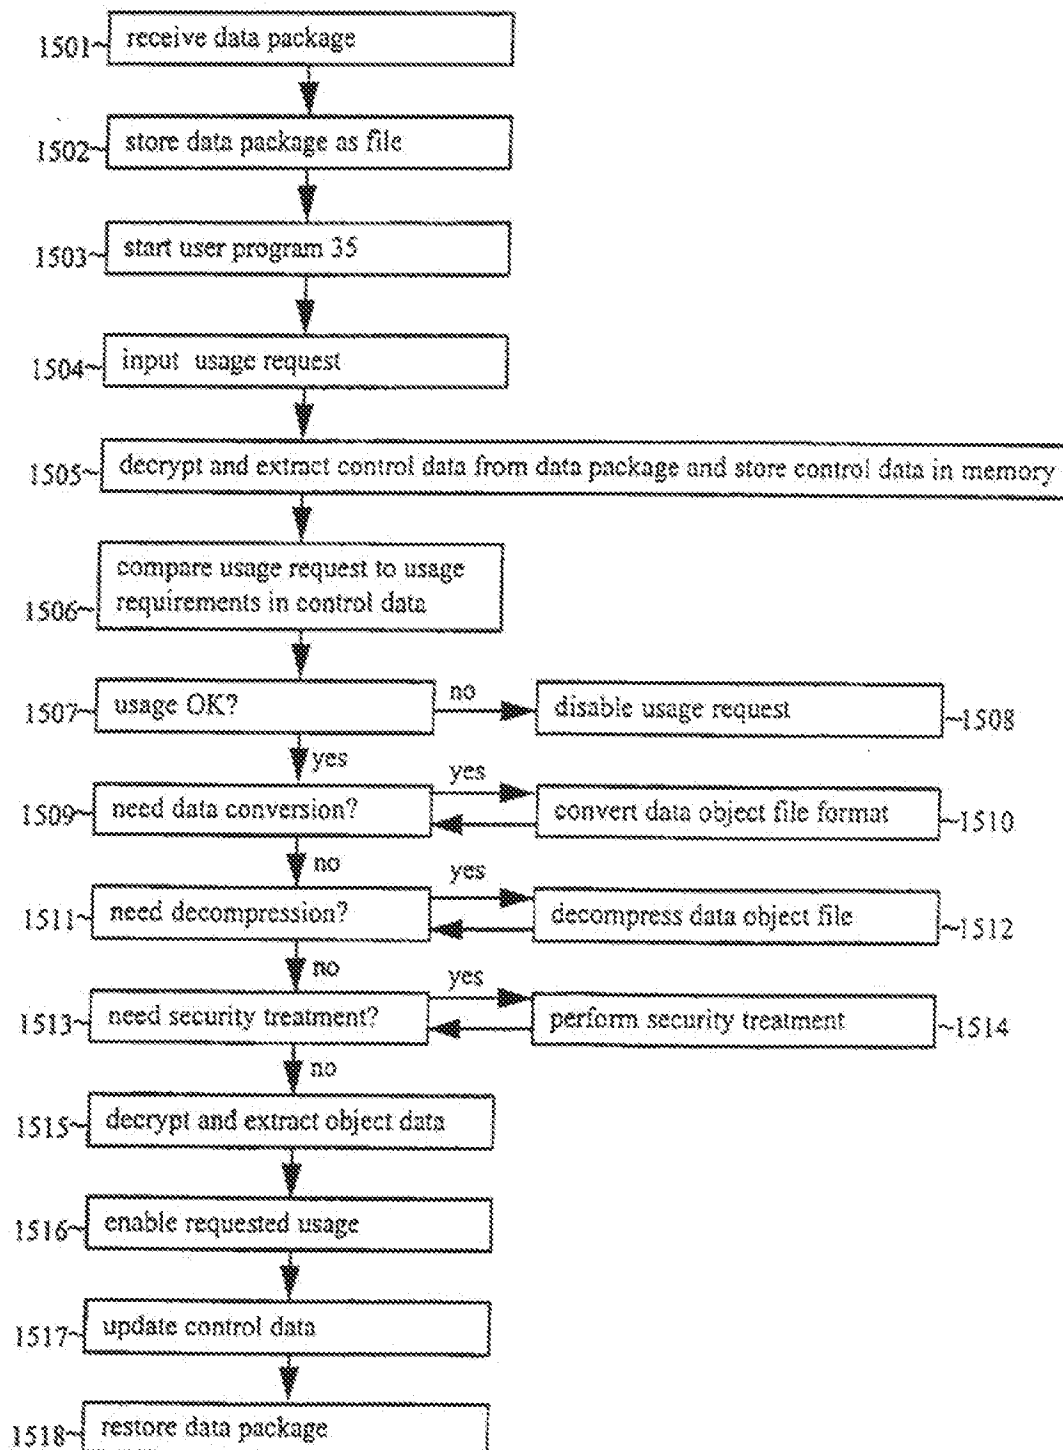 1501 receive data package
1502 store data package as file
1503 start user program 35
1504 input usage request
1505 decrypt and extract control data from data package and store control data in memory
compare usage request to usage
1506 requirements in control data
1507 usage OK? no disable usage request 1508
yes yes
1509 need data conversion? convert data object file format 1510
no yes
1511 need decompression? decompress data object file 1512
no yes
1513 need security treatment? perform security treatment 1514
no
1515 decrypt and extract object data
1516 enable requested usage
1517 update control data
1518 restore data package